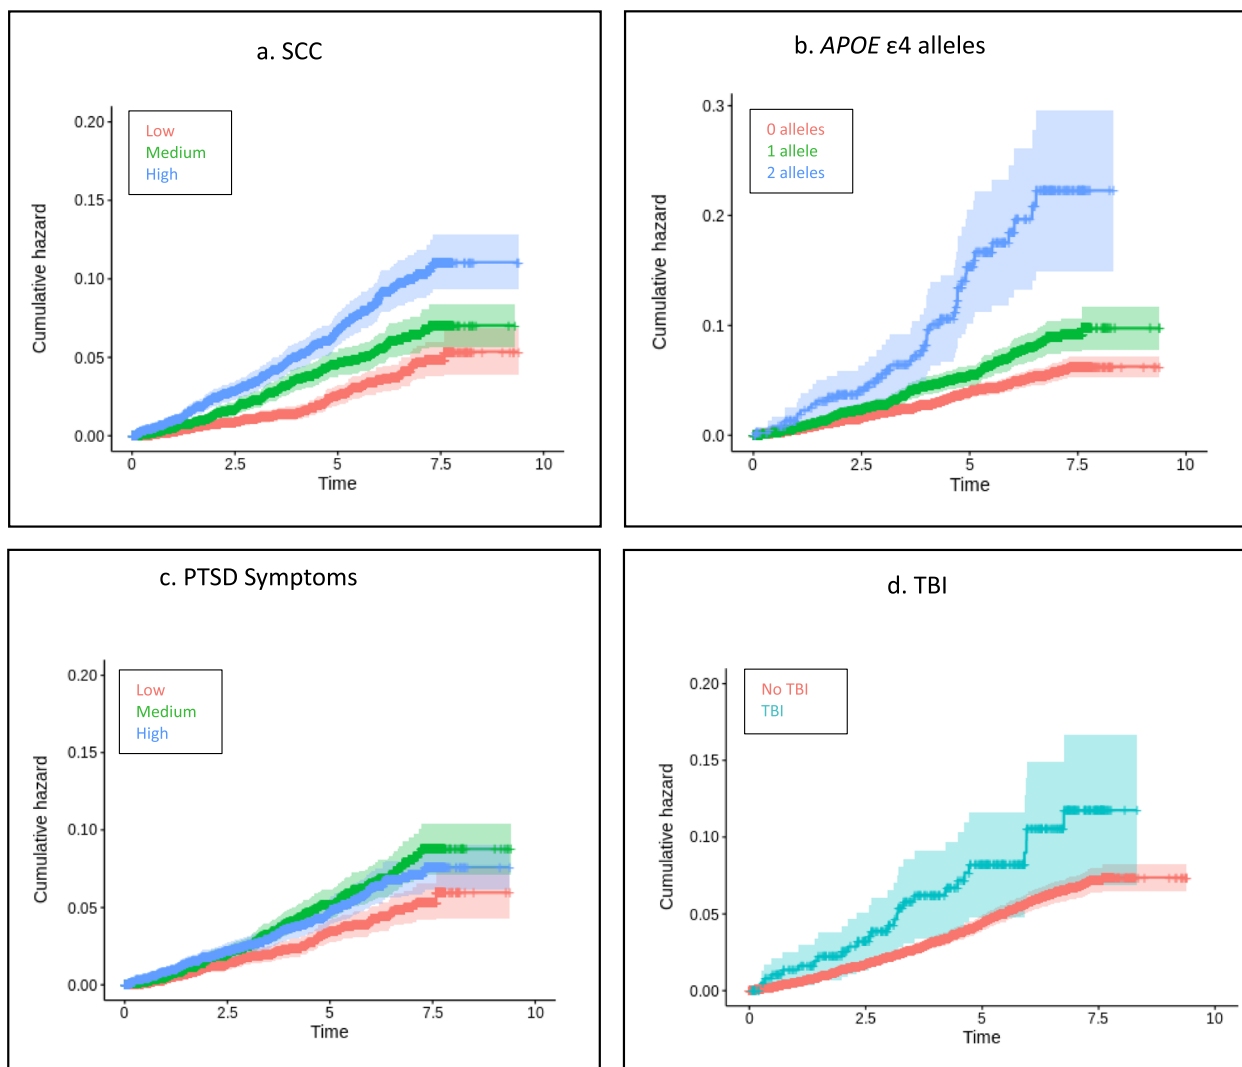 a. SCC
0.20
0.15
0.10
0.05
0.00
Cumulative hazard
Low
Medium
High
0
2.5
5
7.5
10
Time
b. APOE ε4 alleles
0.3
0.2
0.1
0.0
Cumulative hazard
0 alleles
1 allele
2 alleles
0
2.5
5
7.5
10
Time
c. PTSD Symptoms
0.20
0.15
0.10
0.05
0.00
Cumulative hazard
Low
Medium
High
0
2.5
5
7.5
10
Time
d. TBI
0.20
0.15
0.10
0.05
0.00
Cumulative hazard
No TBI
TBI
0
2.5
5
7.5
10
Time